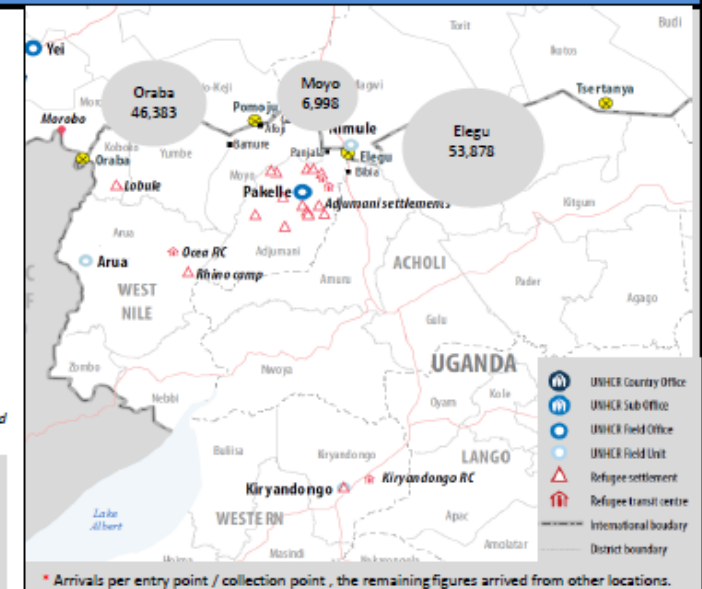 Torit
Budi
Ikotos
Yei
Oraba
46,383
Moyo
6,998
Tsertanya
Elegu
53,878
Morobo
Pomoju
Afoji
Koboko
Yumbe
Bamure
Panjala
Elegu
Oraba
Bibia
Moyo
Lobule
Pakelle
Adjumani settlements
Kitgum
Arua
Arua
Ocea RC
Adjumani
ACHOLI
Rhino camp
Amuru
Pader
WEST
NILE
Agago
Gulu
Zombo
Nwoya
UGANDA
Nebbi
Oyam
Kole
Buliisa
Kiryandongo
LANGO
Kiryandongo
Kiryandongo RC
Lake
Albert
WESTERN
Apac
Masindi
Amolatar
UNHCR Country Office
UNHCR Sub Office
UNHCR Field Office
UNHCR Field Unit
Refugee settlement
Refugee transit centre
International boudary
District boundary
* Arrivals per entry point / collection point , the remaining figures arrived from other locations.